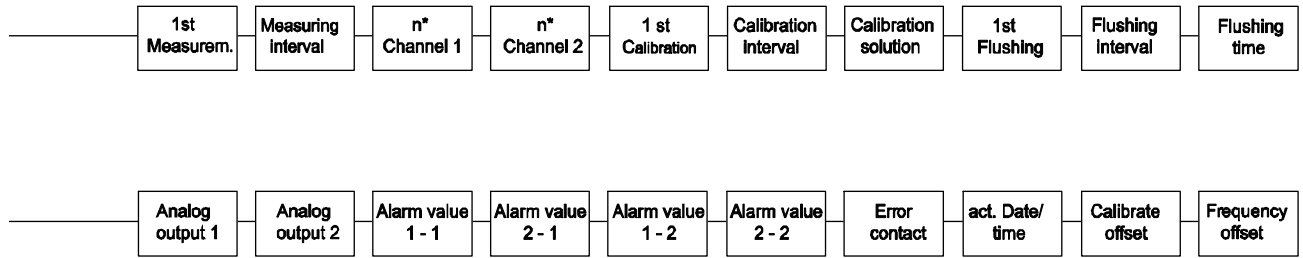 1st
Measurem.
Measuring
interval
n*
Channel 1
n*
Channel 2
1 st
Calibration
Calibration
interval
Calibration
solution
1st
Flushing
Flushing
interval
Flushing
time
Analog
output 1
Analog
output 2
Alarm value
1 - 1
Alarm value
2 - 1
Alarm value
1 - 2
Alarm value
2 - 2
Error
contact
act. Date/
time
Calibrate
offset
Frequency
offset